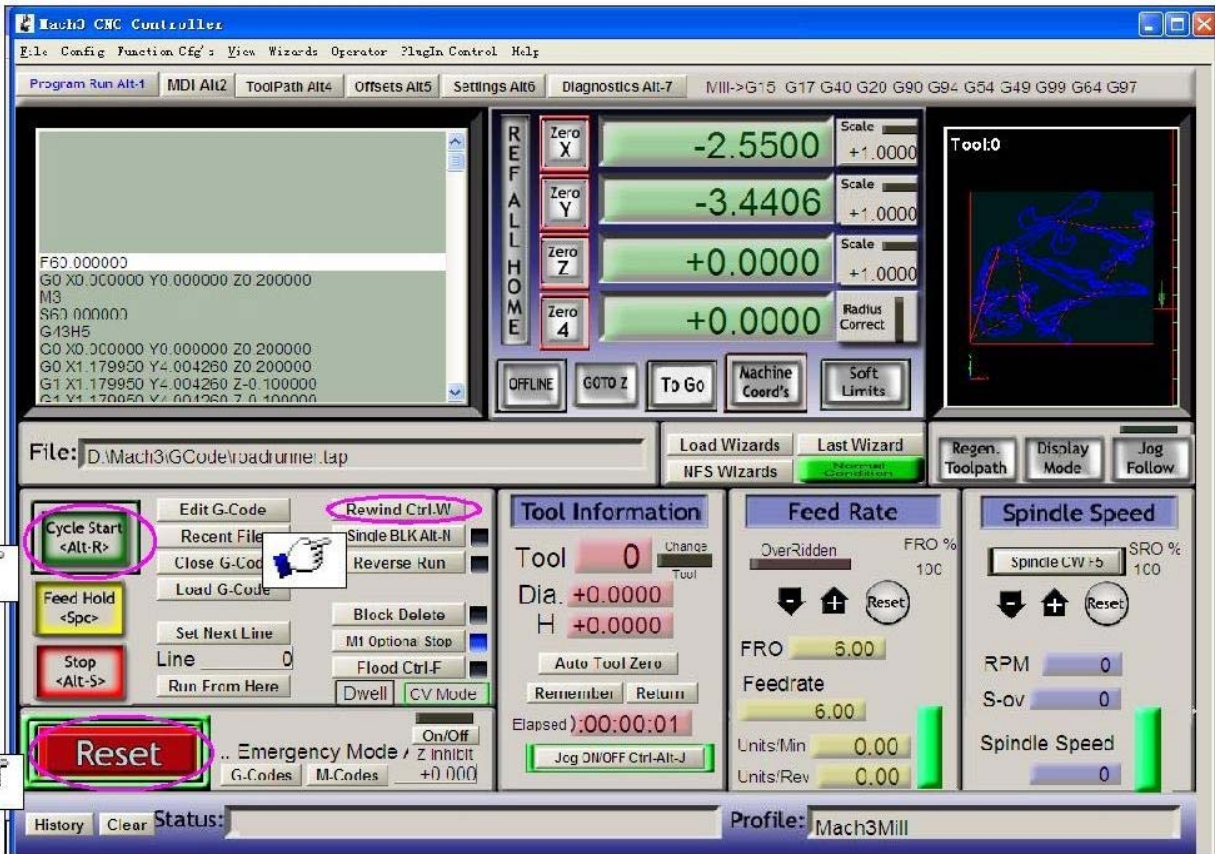 Mach3 CNC Controller
File Config Function Cfg's View Wizards Operator PlugIn Control Help
Program Run Alt-1 MDI Alt2 ToolPath Alt4 Offsets Alt5 Settings Alt6 Diagnostics Alt-7 Mill->G15 G17 G40 G20 G90 G94 G54 G49 G99 G64 G97
F60.000000
G0 X0.000000 Y0.000000 Z0.200000
M3
S60.000000
G43H5
G0 X0.000000 Y0.000000 Z0.200000
G0 X1.179950 Y4.004260 Z0.200000
G1 X1.179950 Y4.004260 Z-0.100000
G1 X1.179950 Y4.004260 Z-0.100000
REF ALL HOME
Zero X -2.5500 Scale +1.0000
Zero Y -3.4406 Scale +1.0000
Zero Z +0.0000 Scale +1.0000
Zero 4 +0.0000 Radius Correct
OFFLINE GOTO Z To Go Machine Coord's Soft Limits
Tool:0
File: D:\Mach3\GCode\roadrunner.tap
Load Wizards Last Wizard
NFS Wizards Normal Condition
Regen. Toolpath Display Mode Jog Follow
Cycle Start <Alt-R>
Feed Hold <Spc>
Stop <Alt-S>
Edit G-Code
Recent File
Close G-Code
Load G-Code
Set Next Line
Line 0
Run From Here
Rewind Ctrl-W
Single BLK Alt-N
Reverse Run
Block Delete
M1 Optional Stop
Flood Ctrl-F
Dwell CV Mode
Reset
On/Off
.. Emergency Mode Z Inhibit
G-Codes M-Codes +0.000
Tool Information
Tool 0 Change Tool
Dia. +0.0000
H +0.0000
Auto Tool Zero
Remember Return
Elapsed ):00:00:01
Jog ON/OFF Ctrl-Alt-J
Feed Rate
OverRidden FRO % 100
Reset
FRO 6.00
Feedrate
6.00
Units/Min 0.00
Units/Rev 0.00
Spindle Speed
Spindle CW F5 SRO % 100
Reset
RPM 0
S-ov 0
Spindle Speed
0
History Clear Status: Profile: Mach3Mill